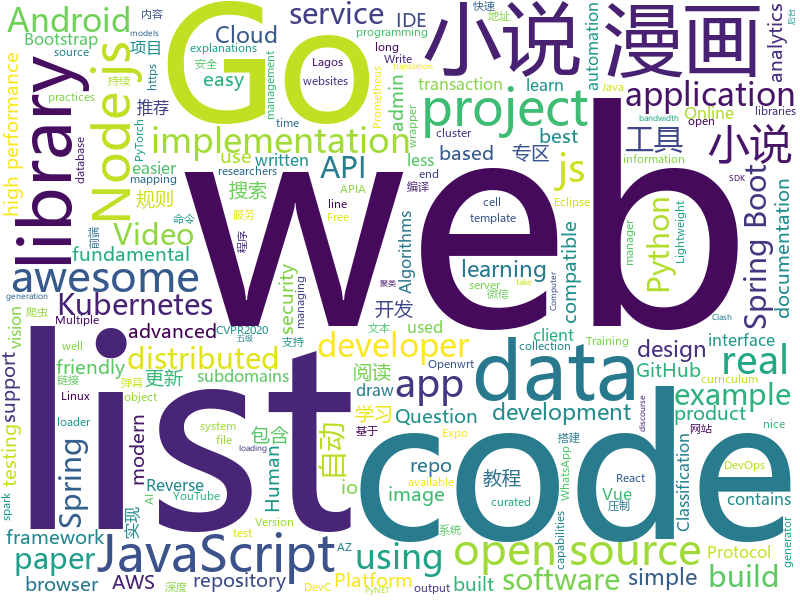 web
list
code
Go
data
小说
漫画
小说
library
project
JavaScript
open source
awesome
implementation
application
Node.js
js
app
API
Android
service
Cloud
IDE
Bootstrap
项目
explanations
安全
Lagos
websites
high performance
source
models
持续
https
practices
database
PyTorch
推荐
easy
management
time
researchers
mapping
easier
use
written
搜索
规则
服务
Free
line
Video
fundamental
程序
命令
前端
Kubernetes
security
managing
generation
爬虫
advanced
CVPR2020
五级
Multiple
distributed
support
vision
friendly
subdomains
更新
链接
弹幕
Linux
object
loader
包含
testing
Spring
modern
自动
paper
framework
实现
Reverse
YouTube
spark
nice
AI
Human
io
image
browser
AWS
repository
Version
loading
test
DevC
深度
output
Platform
built
PyNET
using
software
simple
build
Protocol
capabilities
压制
搭建
Expo
available
curated
学习
Question
repo
教程
阅读
developer
development
支持
文本
聚类
微信
开发
client
used
Algorithms
learning
compatible
design
interface
GitHub
product
draw
Openwrt
Training
collection
file
system
well
React
Vue
WhatsApp
基于
网站
discourse
系统
Classification
DevOps
contains
generator
curriculum
real
example
Python
Spring Boot
documentation
Lightweight
Eclipse
manager
server
template
cell
Computer
fake
Clash
SDK
information
bandwidth
open
libraries
Java
工具
专区
based
best
less
end
APIA
编译
wrapper
cluster
Prometheus
admin
transaction
learn
Online
automation
analytics
programming
地址
快速
内容
后台
long
Write
translation
AZ